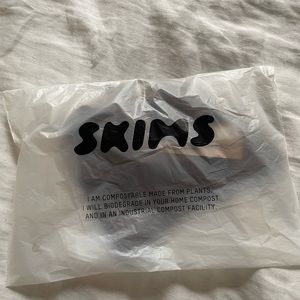 SKIMS
I AM COMPOSTABLE MADE FROM PLANTS.
I WILL BIODEGRADE IN YOUR HOME COMPOST
AND IN AN INDUSTRIAL COMPOST FACILITY.